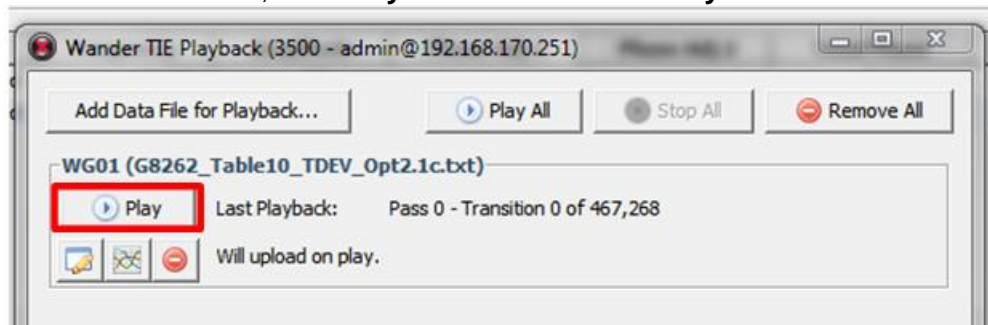 Wander TIE Playback (3500 - admin@192.168.170.251)
Add Data File for Playback... Play All Stop All Remove All
WG01 (G8262_Table10_TDEV_Opt2.1c.txt)
Play Last Playback: Pass 0 - Transition 0 of 467,268
Will upload on play.